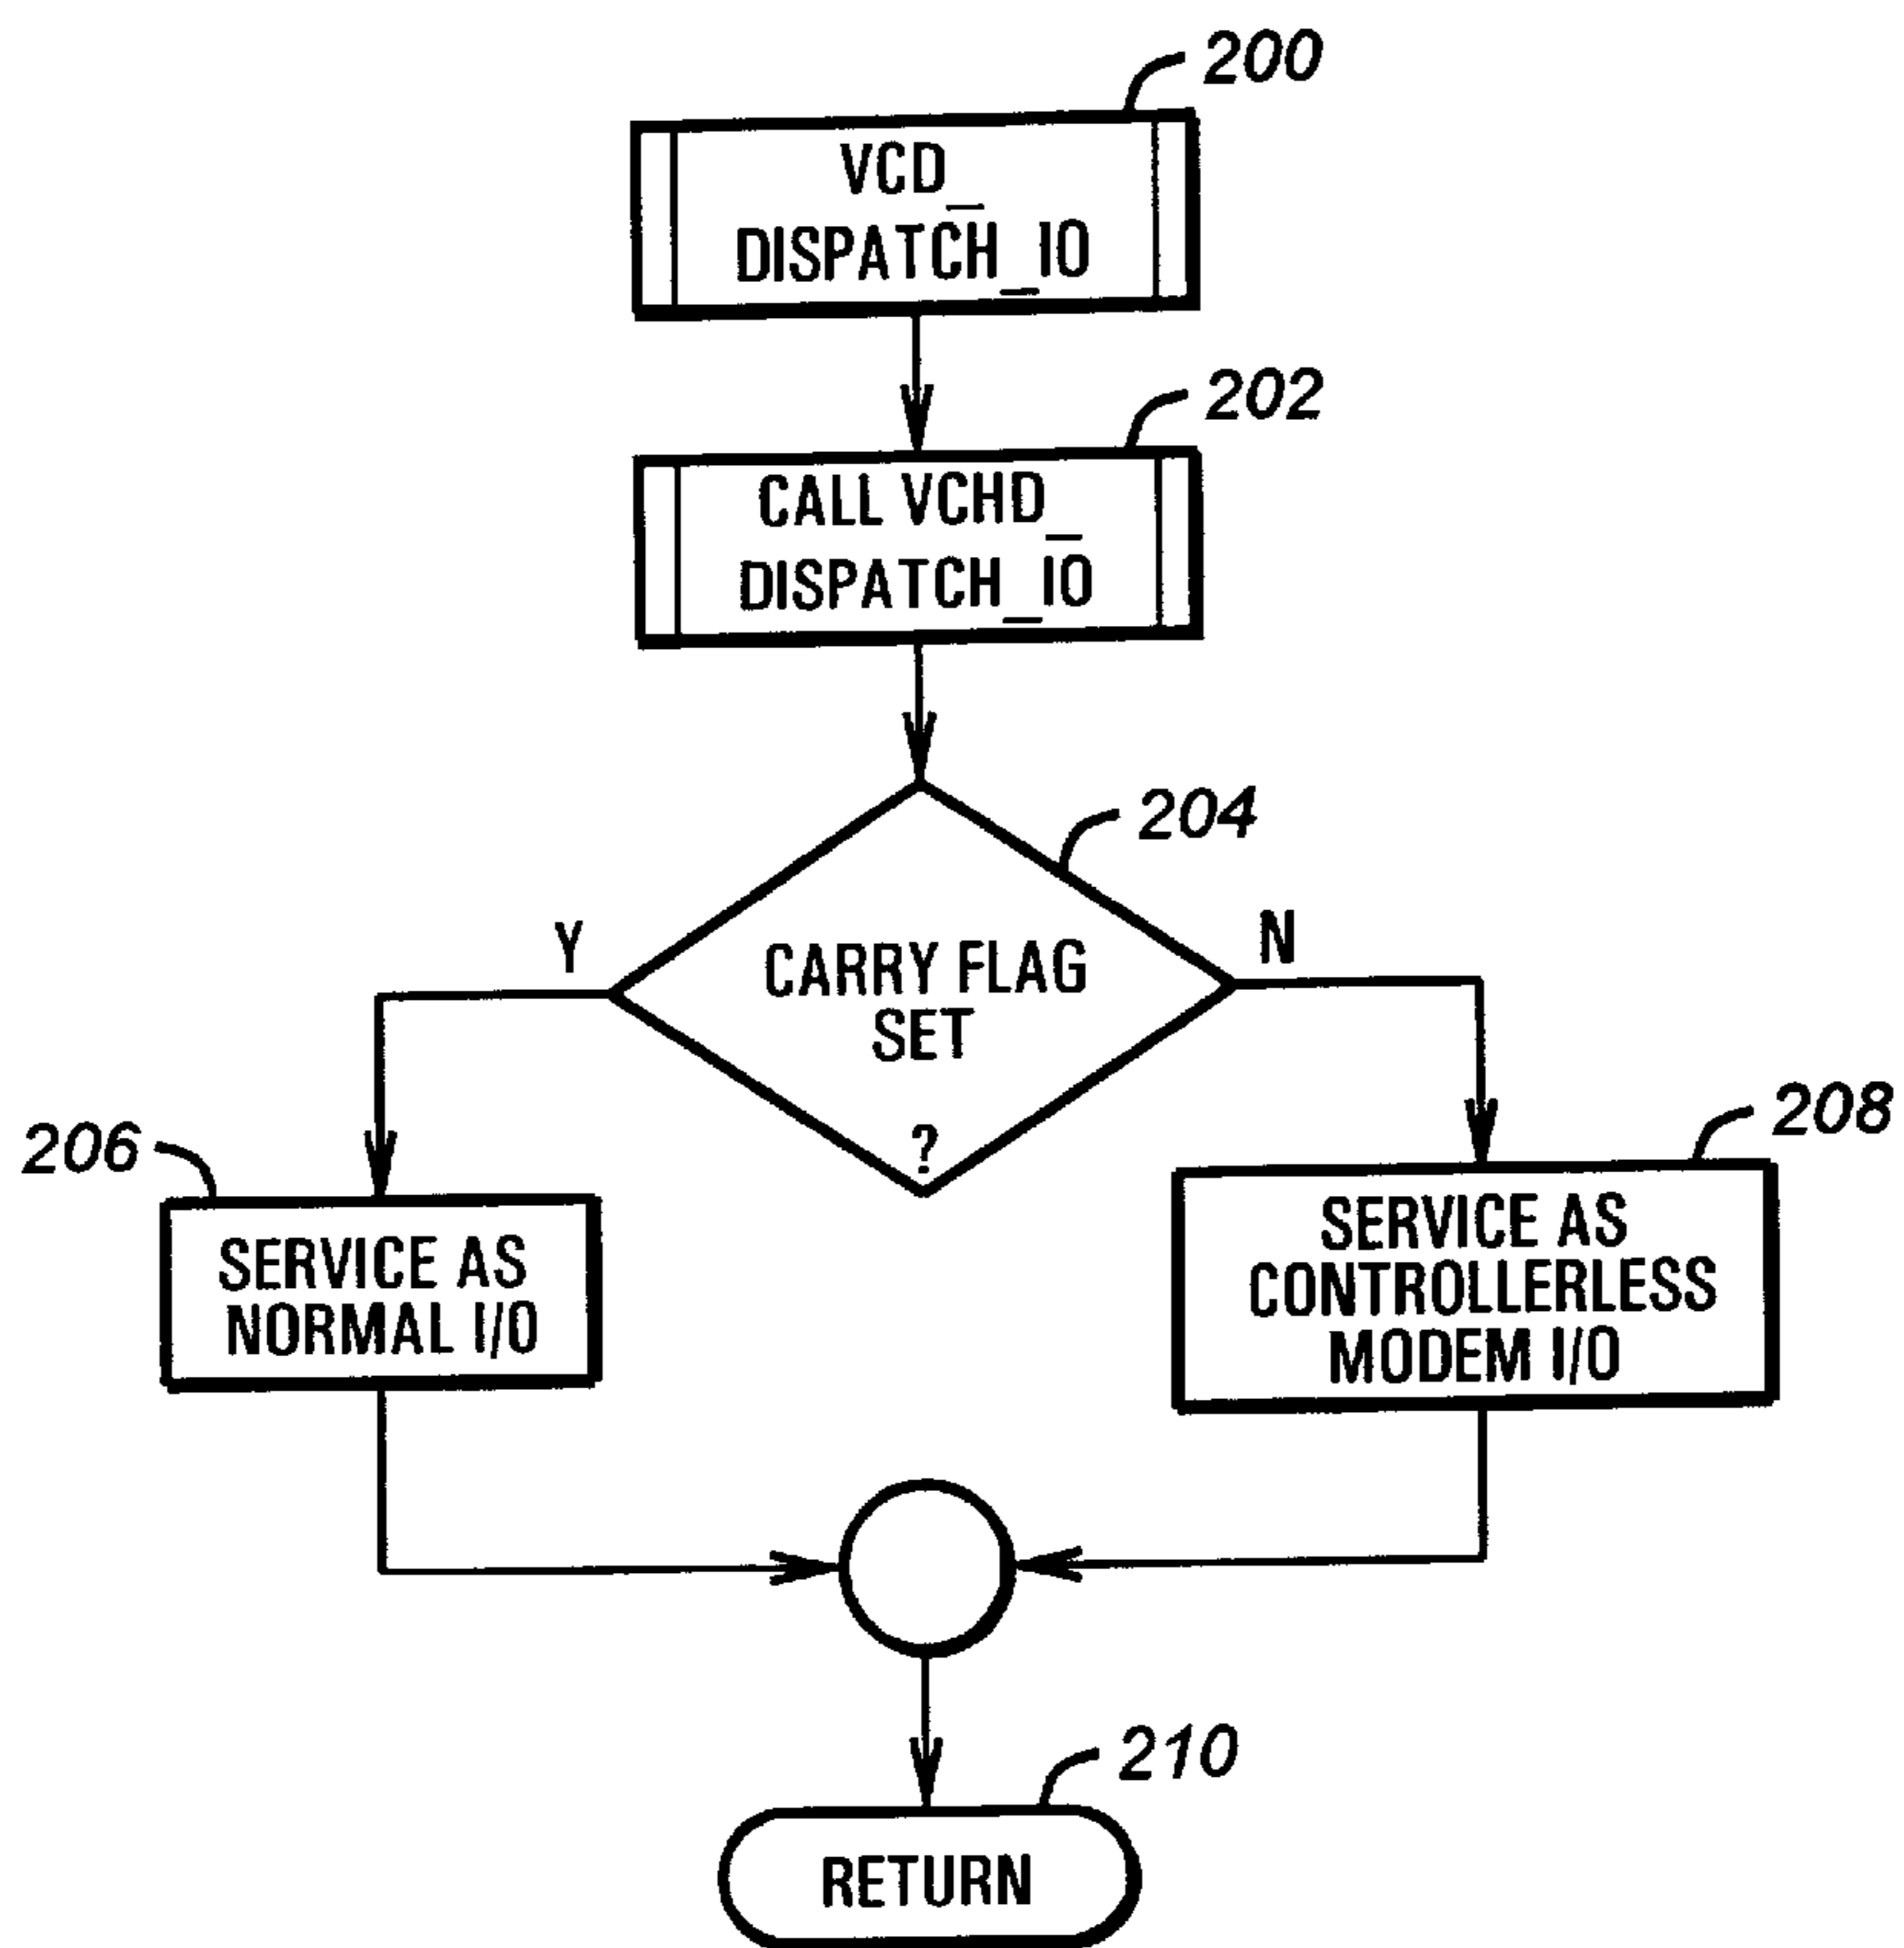 200
VCD_
DISPATCH_IO
202
CALL VCHD_
DISPATCH_IO
204
Y
N
CARRY FLAG
SET
?
206
208
SERVICE AS
NORMAL I/O
SERVICE AS
CONTROLLERLESS
MODEM I/O
210
RETURN